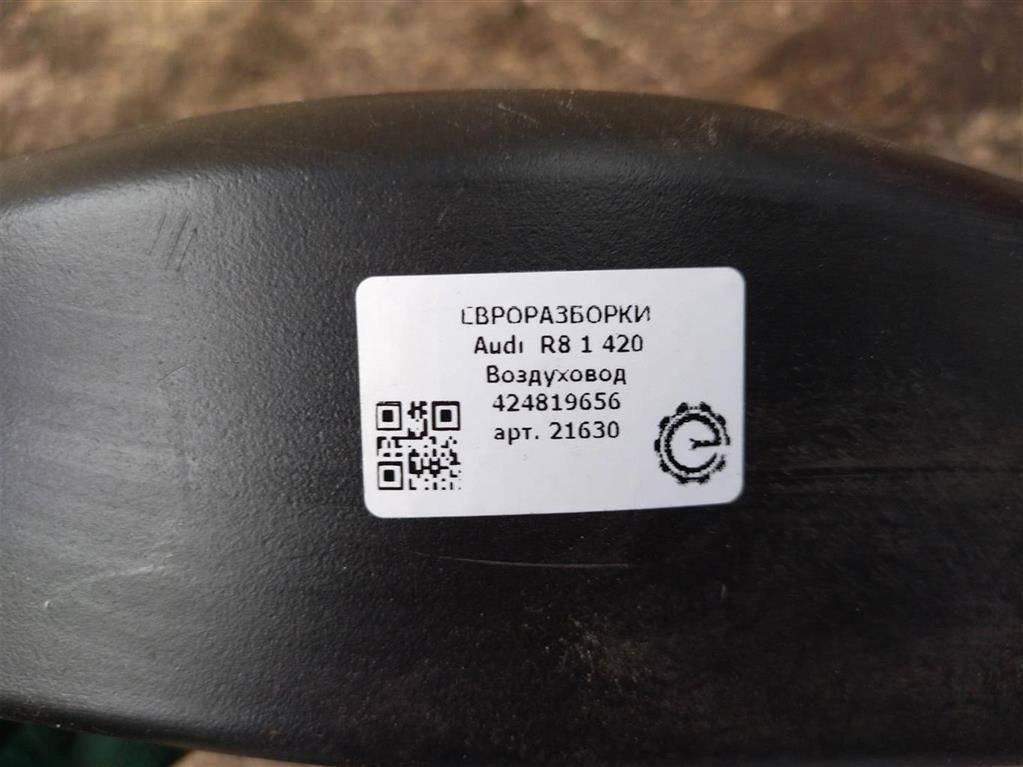 ЕВРОРАЗБОРКИ
Audi R8 1 420
Воздуховод
424819656
арт. 21630